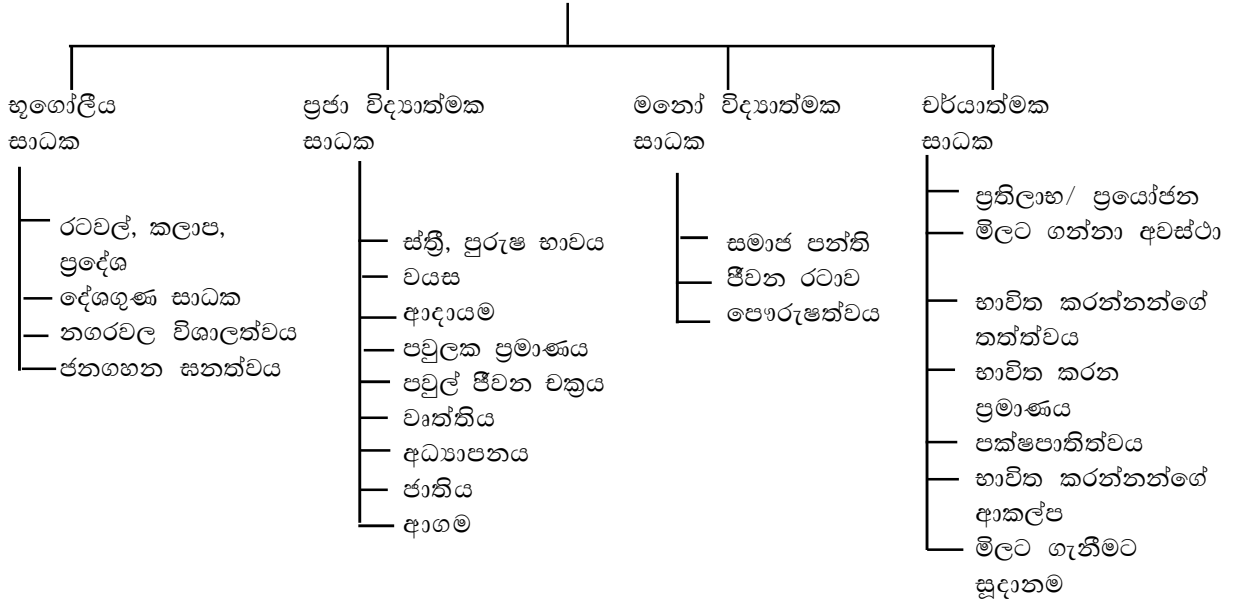 භූගෝලීය
සාධක
රටවල්, කලාප,
ප්‍රදේශ
දේශගුණ සාධක
නගරවල විශාලත්වය
ජනගහන ඝනත්වය
ප්‍රජා විද්‍යාත්මක
සාධක
ස්ත්‍රී, පුරුෂ භාවය
වයස
ආදායම
පවුලක ප්‍රමාණය
පවුල් ජීවන චක්‍රය
වෘත්තිය
අධ්‍යාපනය
ජාතිය
ආගම
මනෝ විද්‍යාත්මක
සාධක
සමාජ පන්ති
ජීවන රටාව
පෞරුෂත්වය
චර්යාත්මක
සාධක
ප්‍රතිලාභ/ ප්‍රයෝජන
මිලට ගන්නා අවස්ථා
භාවිත කරන්නන්ගේ
තත්ත්වය
භාවිත කරන
ප්‍රමාණය
පක්ෂපාතිත්වය
භාවිත කරන්නන්ගේ
ආකල්ප
මිලට ගැනීමට
සූදානම